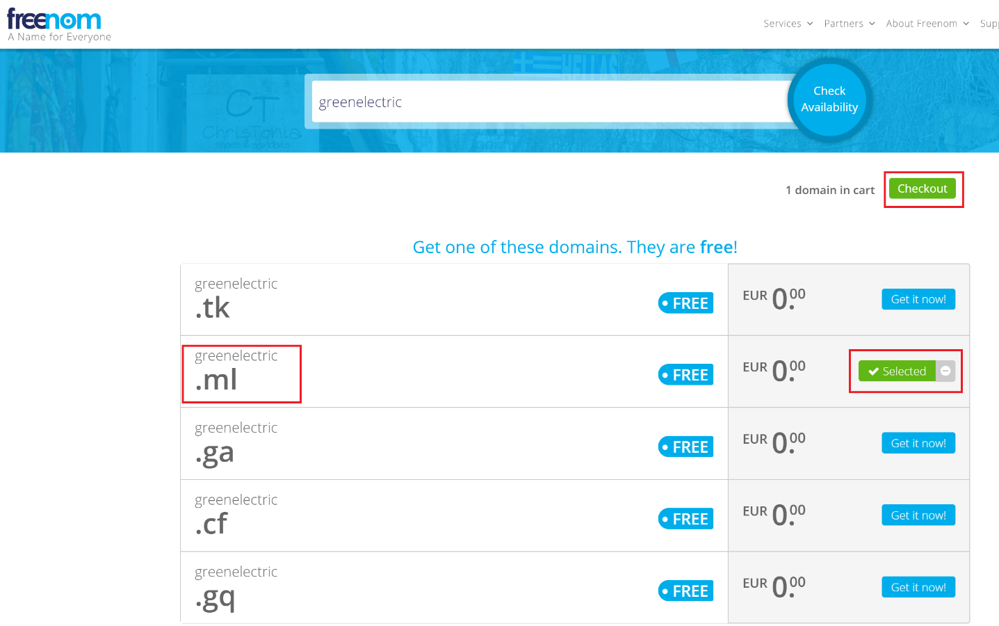 freenom
A Name for Everyone
Services Partners About Freenom Supp
HELLAS
CT
ChrisTonia
shoes & sandals
greenelectric
Check
Availability
1 domain in cart Checkout
Get one of these domains. They are free!
greenelectric
.tk
FREE
EUR 0.00
Get it now!
greenelectric
.ml
FREE
EUR 0.00
Selected
greenelectric
.ga
FREE
EUR 0.00
Get it now!
greenelectric
.cf
FREE
EUR 0.00
Get it now!
greenelectric
.gq
FREE
EUR 0.00
Get it now!